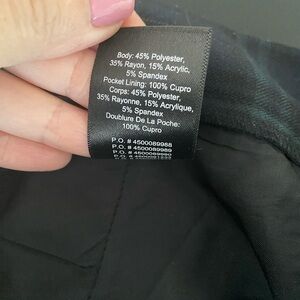 Body: 45% Polyester,
35% Rayon, 15% Acrylic,
5% Spandex
Pocket Lining: 100% Cupro
Corps: 45% Polyester,
35% Rayonne, 15% Acrylique,
5% Spandex
Doublure De La Poche:
100% Cupro
P.O. # 4500089988
P.O. # 4500089989
P.O. #
P.O. #